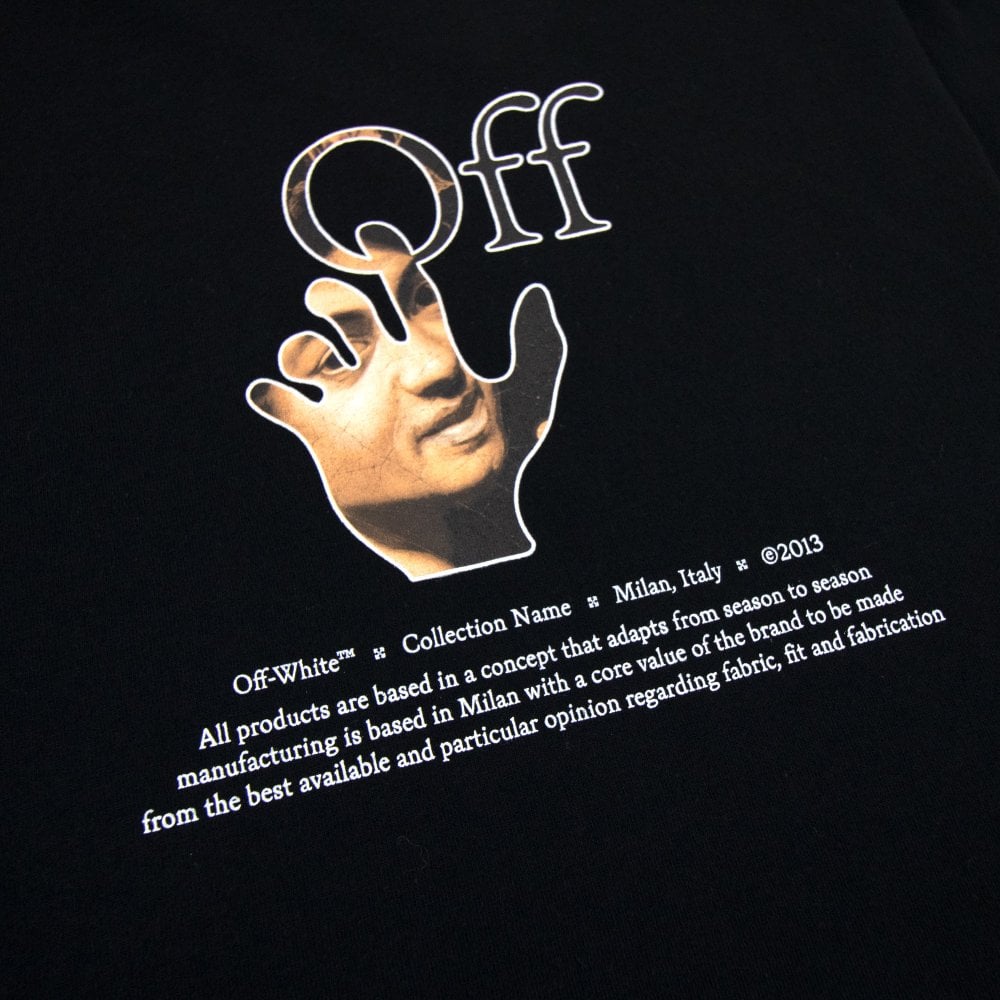 Off
Off-White™ Collection Name Milan, Italy ©2013
All products are based in a concept that adapts from season to season
manufacturing is based in Milan with a core value of the brand to be made
from the best available and particular opinion regarding fabric, fit and fabrication